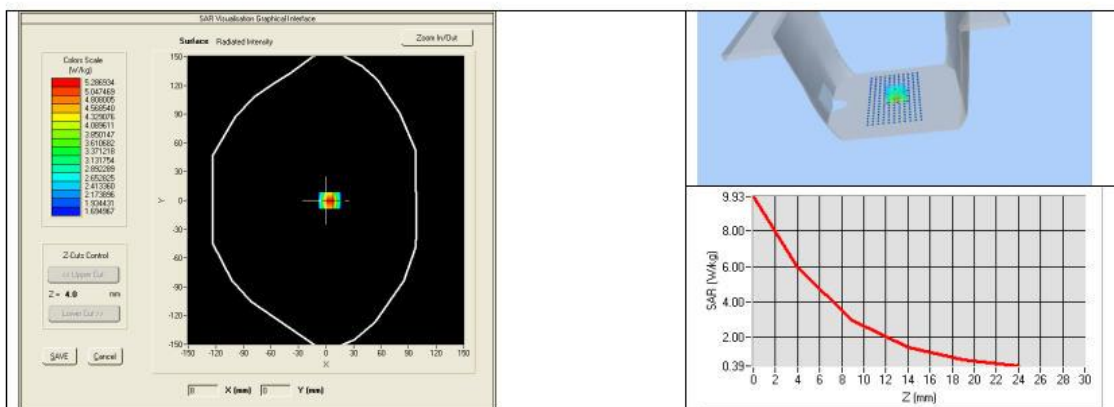 SAR Visualisation Graphical Interface
Surface Radiated Intensity
Zoom In/Out
Colors Scale
(W/kg)
5.286934
5.047469
4.808005
4.568540
4.329076
4.089611
3.850147
3.610682
3.371218
3.131754
2.892289
2.652825
2.413360
2.173896
1.934431
1.694967
Z-Cuts Control
<< Upper Cut
Z = 4.0 mm
Lower Cut >>
SAVE Cancel
150
120
90
60
30
0
-30
-60
-90
-120
-150
Y
-150 -120 -90 -60 -30 0 30 60 90 120 150
X
0 X (mm) 0 Y (mm)
9.93
8.00
6.00
4.00
2.00
0.39
SAR (W/kg)
0 2 4 6 8 10 12 14 16 18 20 22 24 26 28 30
Z (mm)